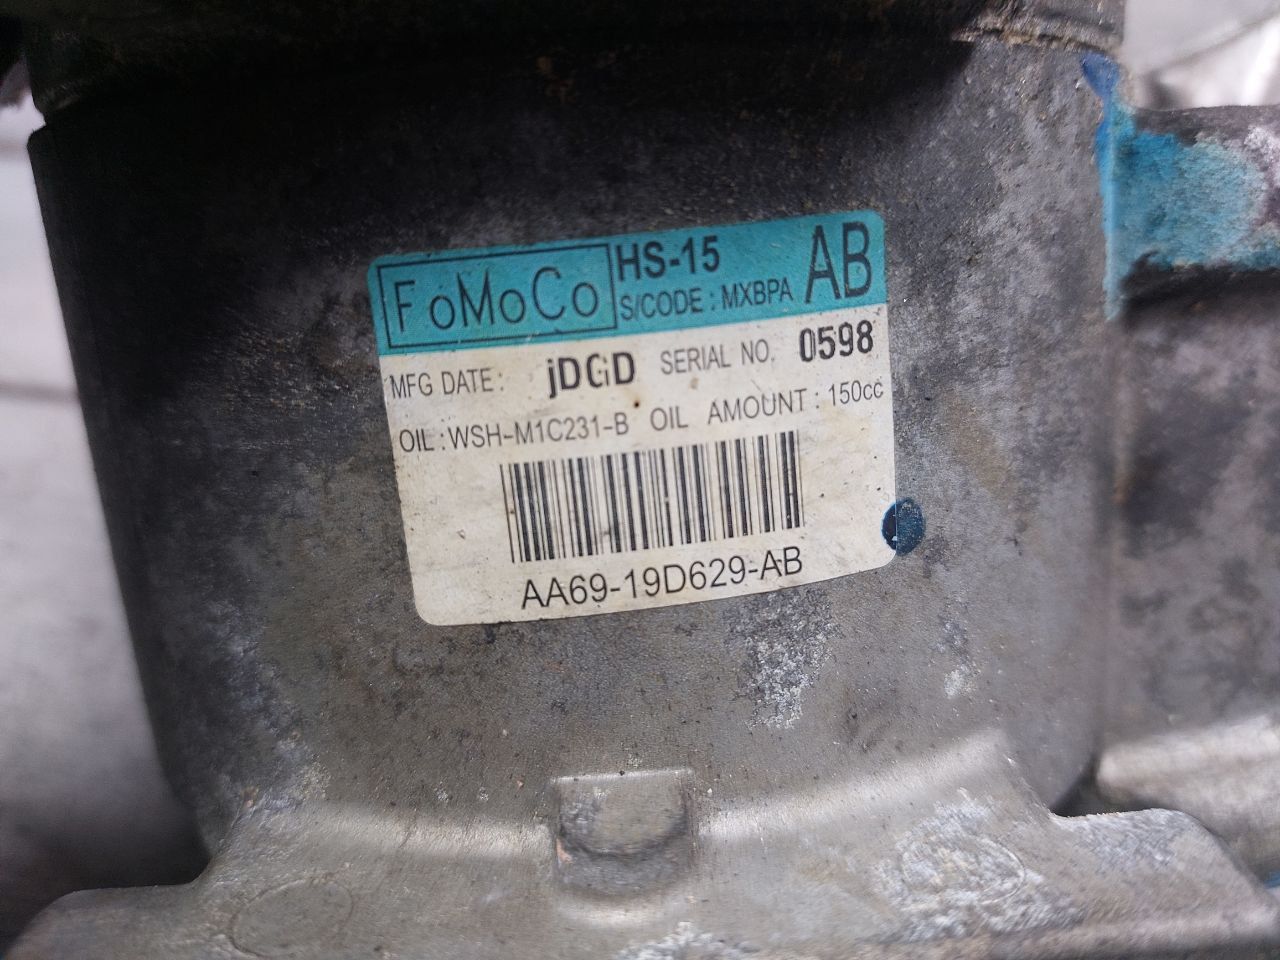 FoMoCo HS-15 AB
S/CODE : MXBPA
MFG DATE : jDGD SERIAL NO. 0598
OIL : WSH-M1C231-B OIL AMOUNT : 150cc
AA69-19D629-AB